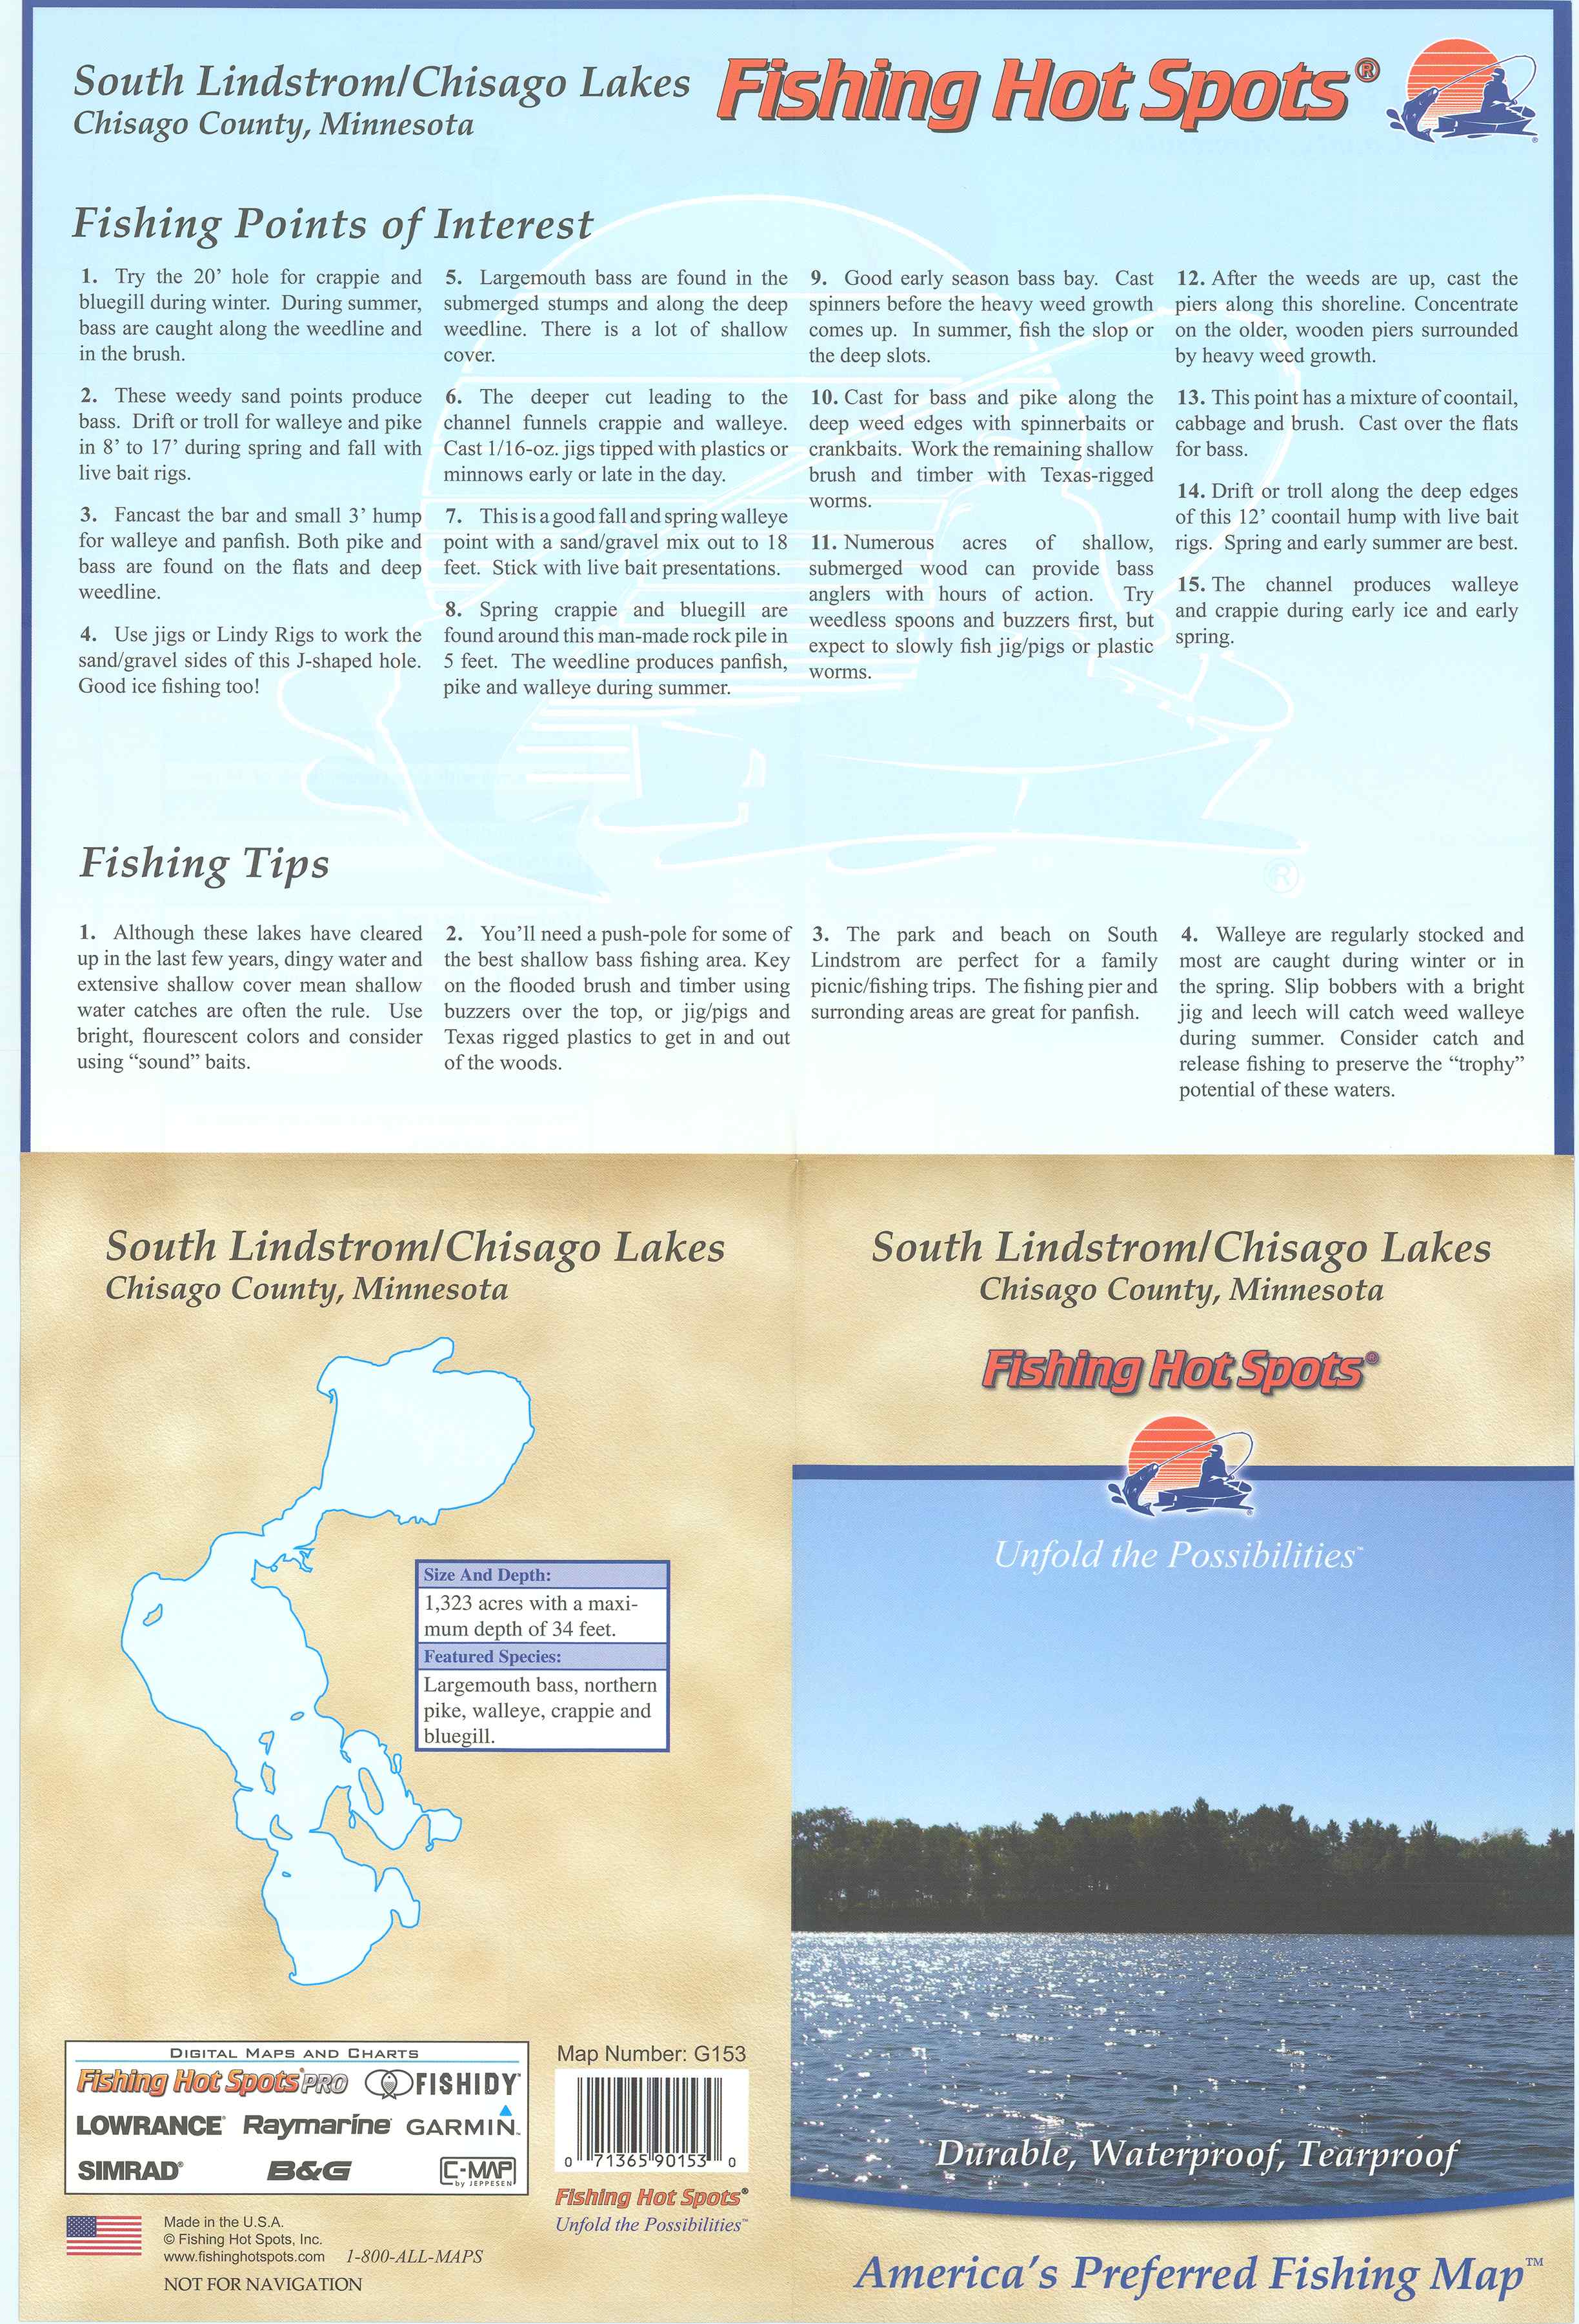 South Lindstrom/Chisago Lakes
Chisago County, Minnesota
Fishing Hot Spots®
Fishing Points of Interest
1. Try the 20’ hole for crappie and
bluegill during winter. During summer,
bass are caught along the weedline and
in the brush.
2. These weedy sand points produce
bass. Drift or troll for walleye and pike
in 8’ to 17’ during spring and fall with
live bait rigs.
3. Fancast the bar and small 3’ hump
for walleye and panfish. Both pike and
bass are found on the flats and deep
weedline.
4. Use jigs or Lindy Rigs to work the
sand/gravel sides of this J-shaped hole.
Good ice fishing too!
5. Largemouth bass are found in the
submerged stumps and along the deep
weedline. There is a lot of shallow
cover.
6. The deeper cut leading to the
channel funnels crappie and walleye.
Cast 1/16-oz. jigs tipped with plastics or
minnows early or late in the day.
7. This is a good fall and spring walleye
point with a sand/gravel mix out to 18
feet. Stick with live bait presentations.
8. Spring crappie and bluegill are
found around this man-made rock pile in
5 feet. The weedline produces panfish,
pike and walleye during summer.
9. Good early season bass bay. Cast
spinners before the heavy weed growth
comes up. In summer, fish the slop or
the deep slots.
10. Cast for bass and pike along the
deep weed edges with spinnerbaits or
crankbaits. Work the remaining shallow
brush and timber with Texas-rigged
worms.
11. Numerous acres of shallow,
submerged wood can provide bass
anglers with hours of action. Try
weedless spoons and buzzers first, but
expect to slowly fish jig/pigs or plastic
worms.
12. After the weeds are up, cast the
piers along this shoreline. Concentrate
on the older, wooden piers surrounded
by heavy weed growth.
13. This point has a mixture of coontail,
cabbage and brush. Cast over the flats
for bass.
14. Drift or troll along the deep edges
of this 12’ coontail hump with live bait
rigs. Spring and early summer are best.
15. The channel produces walleye
and crappie during early ice and early
spring.
®
Fishing Tips
1. Although these lakes have cleared
up in the last few years, dingy water and
extensive shallow cover mean shallow
water catches are often the rule. Use
bright, flourescent colors and consider
using “sound” baits.
2. You’ll need a push-pole for some of
the best shallow bass fishing area. Key
on the flooded brush and timber using
buzzers over the top, or jig/pigs and
Texas rigged plastics to get in and out
of the woods.
3. The park and beach on South
Lindstrom are perfect for a family
picnic/fishing trips. The fishing pier and
surronding areas are great for panfish.
4. Walleye are regularly stocked and
most are caught during winter or in
the spring. Slip bobbers with a bright
jig and leech will catch weed walleye
during summer. Consider catch and
release fishing to preserve the “trophy”
potential of these waters.
South Lindstrom/Chisago Lakes
Chisago County, Minnesota
Size And Depth:
1,323 acres with a maxi-
mum depth of 34 feet.
Featured Species:
Largemouth bass, northern
pike, walleye, crappie and
bluegill.
DIGITAL MAPS AND CHARTS
Fishing Hot Spots PRO FISHIDY
LOWRANCE® Raymarine GARMIN
SIMRAD® B&G C-MAP
by JEPPESEN
Map Number: G153
0 71365 90153 0
Fishing Hot Spots®
Unfold the Possibilities™
Made in the U.S.A.
© Fishing Hot Spots, Inc.
www.fishinghotspots.com 1-800-ALL-MAPS
NOT FOR NAVIGATION
South Lindstrom/Chisago Lakes
Chisago County, Minnesota
Fishing Hot Spots®
Unfold the Possibilities™
Durable, Waterproof, Tearproof
America’s Preferred Fishing Map™